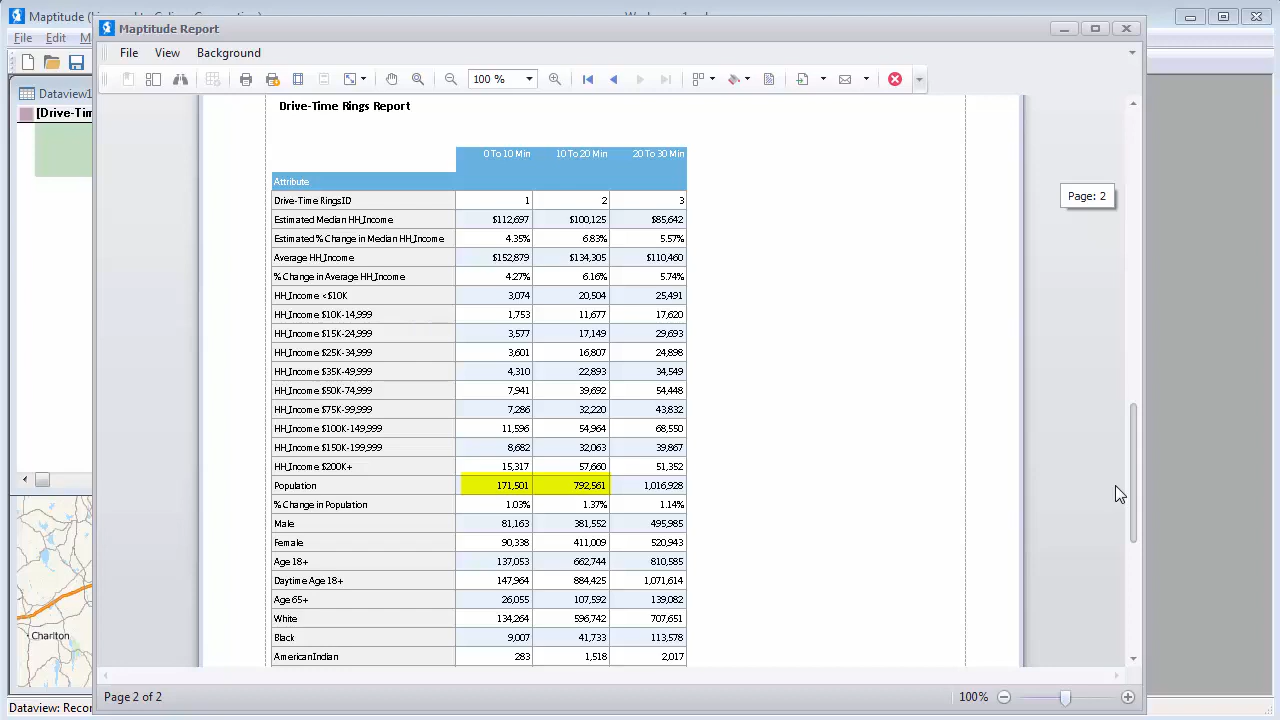 Maptitude
Maptitude Report
File Edit
File View Background
100 %
Dataview1
[Drive-Tim
Drive-Time Rings Report
0 To 10 Min 10 To 20 Min 20 To 30 Min
Attribute
Drive-Time RingsID 1 2 3
Estimated Median HH_Income $112,697 $100,125 $85,642
Estimated % Change in Median HH_Income 4.35% 6.83% 5.57%
Average HH_Income $152,879 $134,305 $110,460
% Change in Average HH_Income 4.27% 6.16% 5.74%
HH_Income <$10K 3,074 20,504 25,491
HH_Income $10K-14,999 1,753 11,677 17,620
HH_Income $15K-24,999 3,577 17,149 29,693
HH_Income $25K-34,999 3,601 16,807 24,898
HH_Income $35K-49,999 4,310 22,893 34,549
HH_Income $50K-74,999 7,941 39,692 54,448
HH_Income $75K-99,999 7,286 32,220 43,832
HH_Income $100K-149,999 11,596 54,964 68,550
HH_Income $150K-199,999 8,682 32,063 39,867
HH_Income $200K+ 15,317 57,660 51,352
Population 171,501 792,561 1,016,928
% Change in Population 1.03% 1.37% 1.14%
Male 81,163 381,552 495,985
Female 90,338 411,009 520,943
Age 18+ 137,053 662,744 810,585
Daytime Age 18+ 147,294 884,425 1,071,614
Age 65+ 26,055 107,592 139,082
White 134,264 596,742 707,651
Black 9,007 41,733 113,578
AmericanIndian 283 1,518 2,017
Page: 2
Charlton
Page 2 of 2
100%
Dataview: Recor